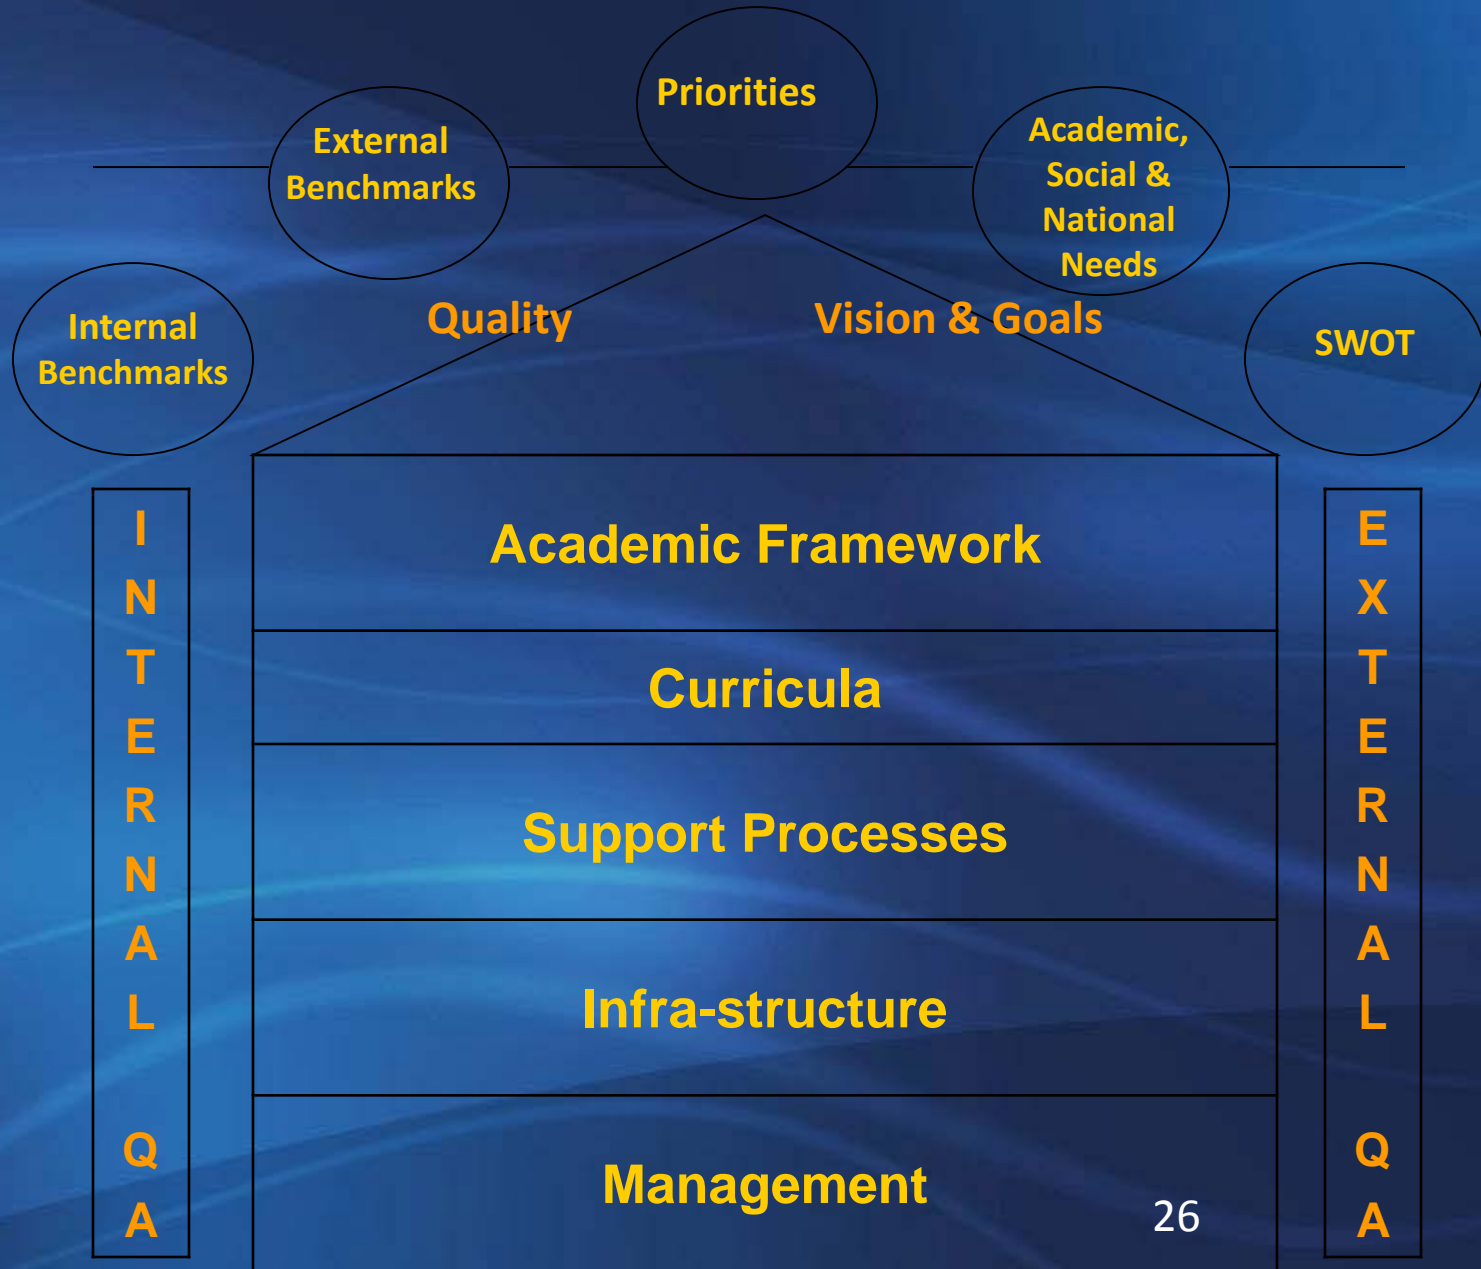 Priorities
External
Benchmarks
Academic,
Social &
National
Needs
Internal
Benchmarks
Quality
Vision & Goals
SWOT
I
N
T
E
R
N
A
L
Q
A
Academic Framework
Curricula
Support Processes
Infra-structure
Management
26
E
X
T
E
R
N
A
L
Q
A